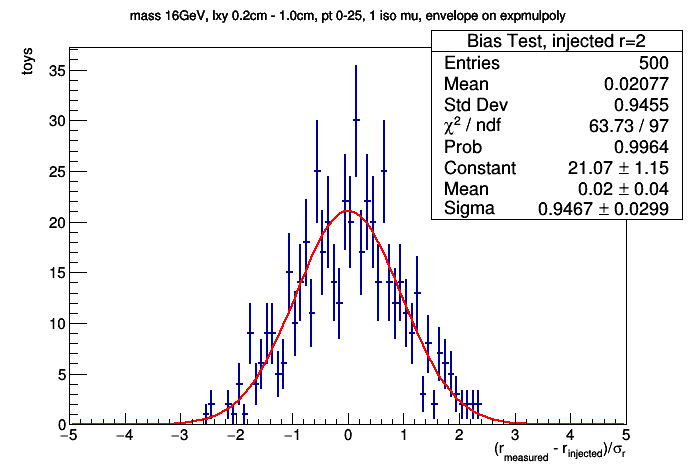 mass 16GeV, lxy 0.2cm - 1.0cm, pt 0-25, 1 iso mu, envelope on expmulpoly
Bias Test, injected r=2
Entries 500
Mean 0.02077
Std Dev 0.9455
χ² / ndf 63.73 / 97
Prob 0.9964
Constant 21.07 ± 1.15
Mean 0.02 ± 0.04
Sigma 0.9467 ± 0.0299
toys
35
30
25
20
15
10
5
0
−5 −4 −3 −2 −1 0 1 2 3 4 5
(r_measured - r_injected)/σ_r